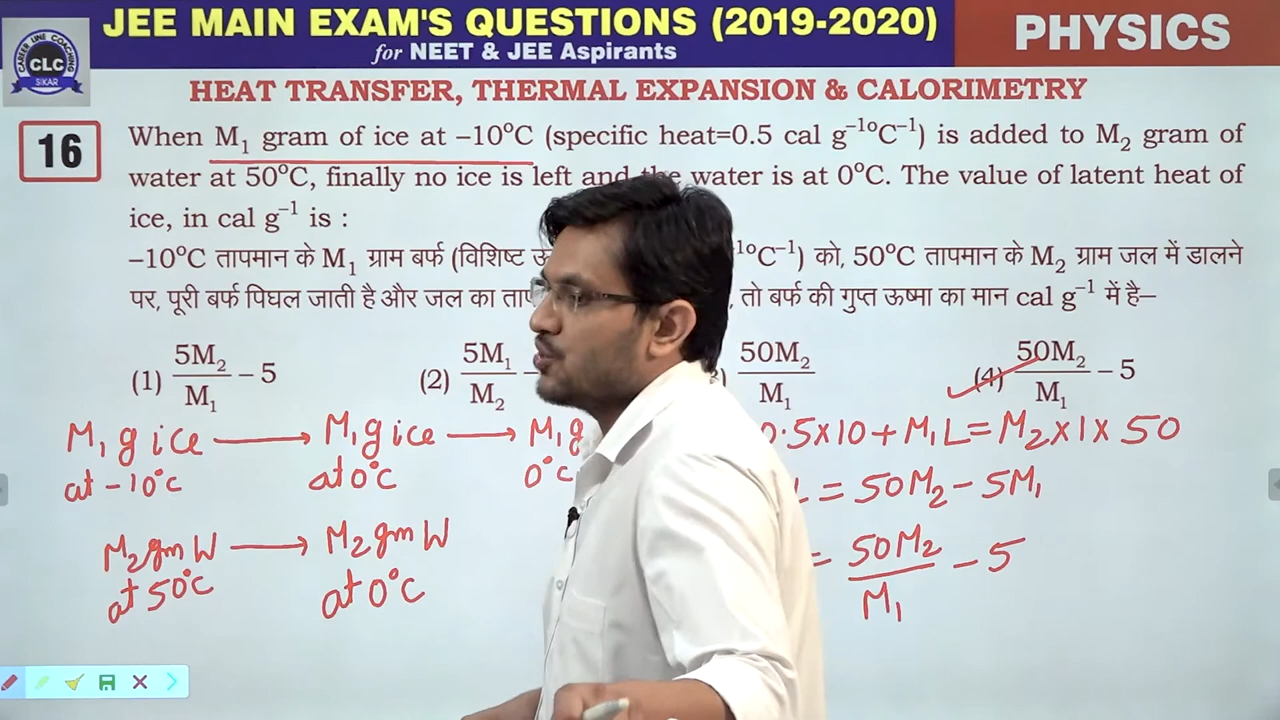 JEE MAIN EXAM'S QUESTIONS (2019-2020)
for NEET & JEE Aspirants
PHYSICS
CAREER LINE COACHING
CLC
SIKAR
HEAT TRANSFER, THERMAL EXPANSION & CALORIMETRY
16
When M₁ gram of ice at –10°C (specific heat=0.5 cal g⁻¹°C⁻¹) is added to M₂ gram of
water at 50°C, finally no ice is left and the water is at 0°C. The value of latent heat of
ice, in cal g⁻¹ is :
–10°C तापमान के M₁ ग्राम बर्फ (विशिष्ट °C⁻¹) को, 50°C तापमान के M₂ ग्राम जल में डालने
पर, पूरी बर्फ पिघल जाती है और जल का , तो बर्फ की गुप्त ऊष्मा का मान cal g⁻¹ में है–
(1) 5M₂/M₁ – 5 (2) 5M₁/M₂ – 50M₂/M₁ (4) 50M₂/M₁ – 5
M₁ g ice → M₁ g ice → M₁ g 0.5x10 + M₁L = M₂x1x50
at -10°C at 0°C 0°C L = 50M₂ - 5M₁
M₂ gm W → M₂ gm W = 50M₂/M₁ - 5
at 50°C at 0°C